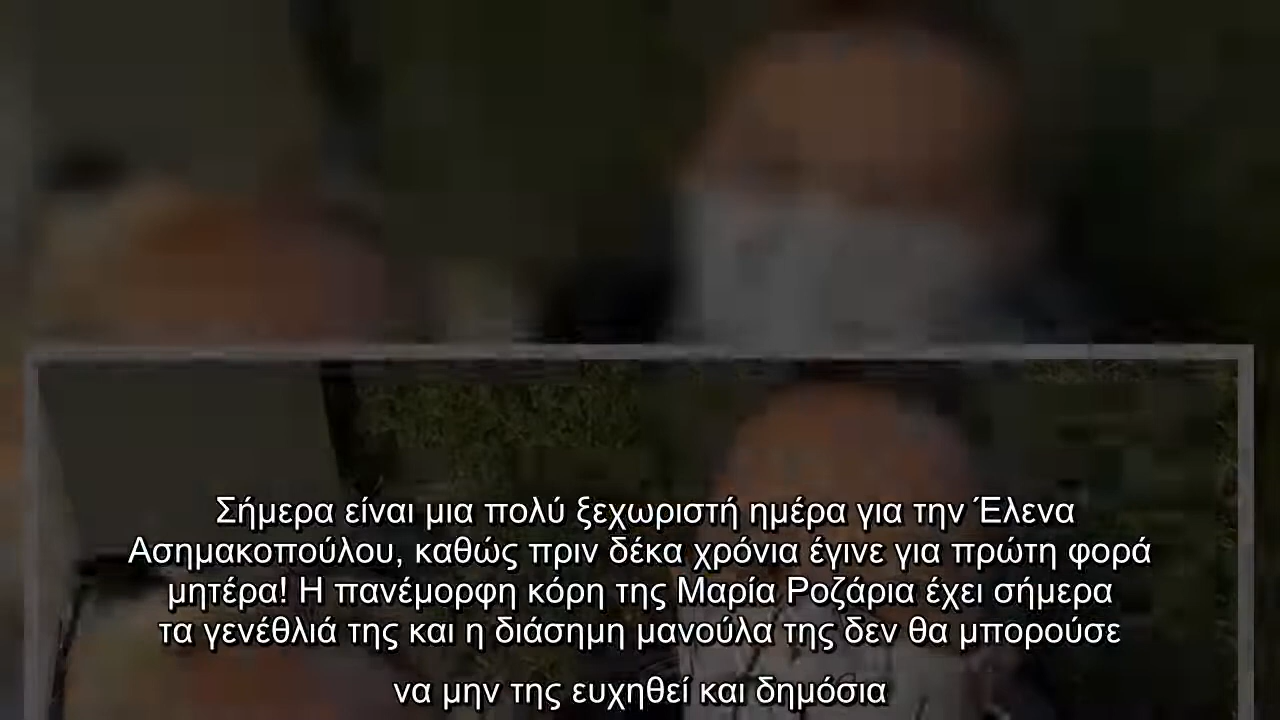 Σήμερα είναι μια πολύ ξεχωριστή ημέρα για την Έλενα
Ασημακοπούλου, καθώς πριν δέκα χρόνια έγινε για πρώτη φορά
μητέρα! Η πανέμορφη κόρη της Μαρία Ροζάρια έχει σήμερα
τα γενέθλιά της και η διάσημη μανούλα της δεν θα μπορούσε
να μην της ευχηθεί και δημόσια